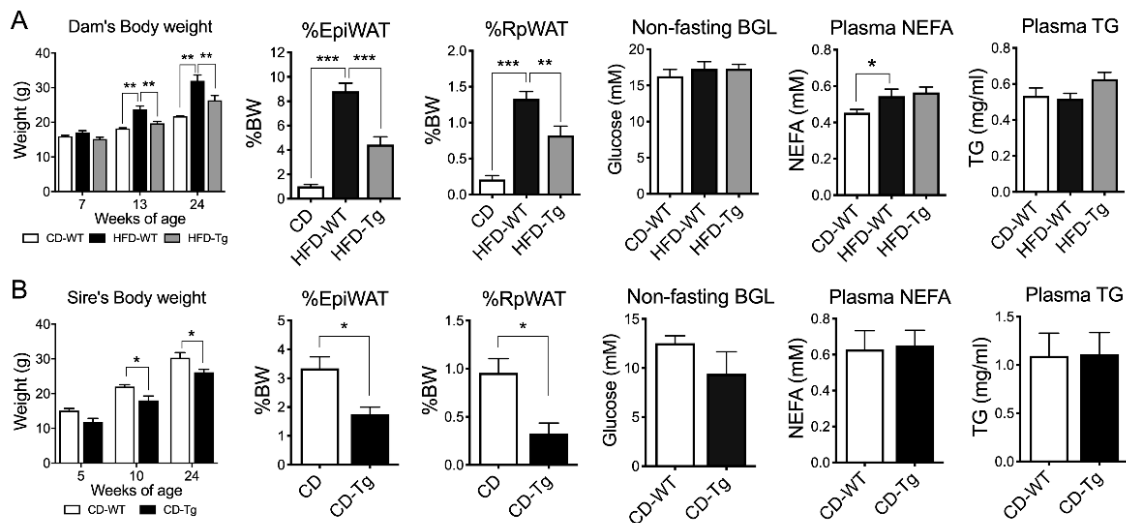 A
Dam's Body weight
Weight (g)
40
30
20
10
0
** **
** **
7 13 24
Weeks of age
CD-WT HFD-WT HFD-Tg
%EpiWAT
%BW
10
8
6
4
2
0
*** ***
CD HFD-WT HFD-Tg
%RpWAT
%BW
2.0
1.5
1.0
0.5
0.0
*** **
CD HFD-WT HFD-Tg
Non-fasting BGL
Glucose (mM)
20
15
10
5
0
CD-WT HFD-WT HFD-Tg
Plasma NEFA
NEFA (mM)
0.8
0.6
0.4
0.2
0.0
*
CD-WT HFD-WT HFD-Tg
Plasma TG
TG (mg/ml)
0.8
0.6
0.4
0.2
0.0
CD-WT HFD-WT HFD-Tg
B
Sire's Body weight
Weight (g)
40
30
20
10
0
*
*
5 10 24
Weeks of age
CD-WT CD-Tg
%EpiWAT
%BW
5
4
3
2
1
0
*
CD CD-Tg
%RpWAT
%BW
1.5
1.0
0.5
0.0
*
CD CD-Tg
Non-fasting BGL
Glucose (mM)
15
10
5
0
CD-WT CD-Tg
Plasma NEFA
NEFA (mM)
0.8
0.6
0.4
0.2
0.0
CD-WT CD-Tg
Plasma TG
TG (mg/ml)
1.5
1.0
0.5
0.0
CD-WT CD-Tg